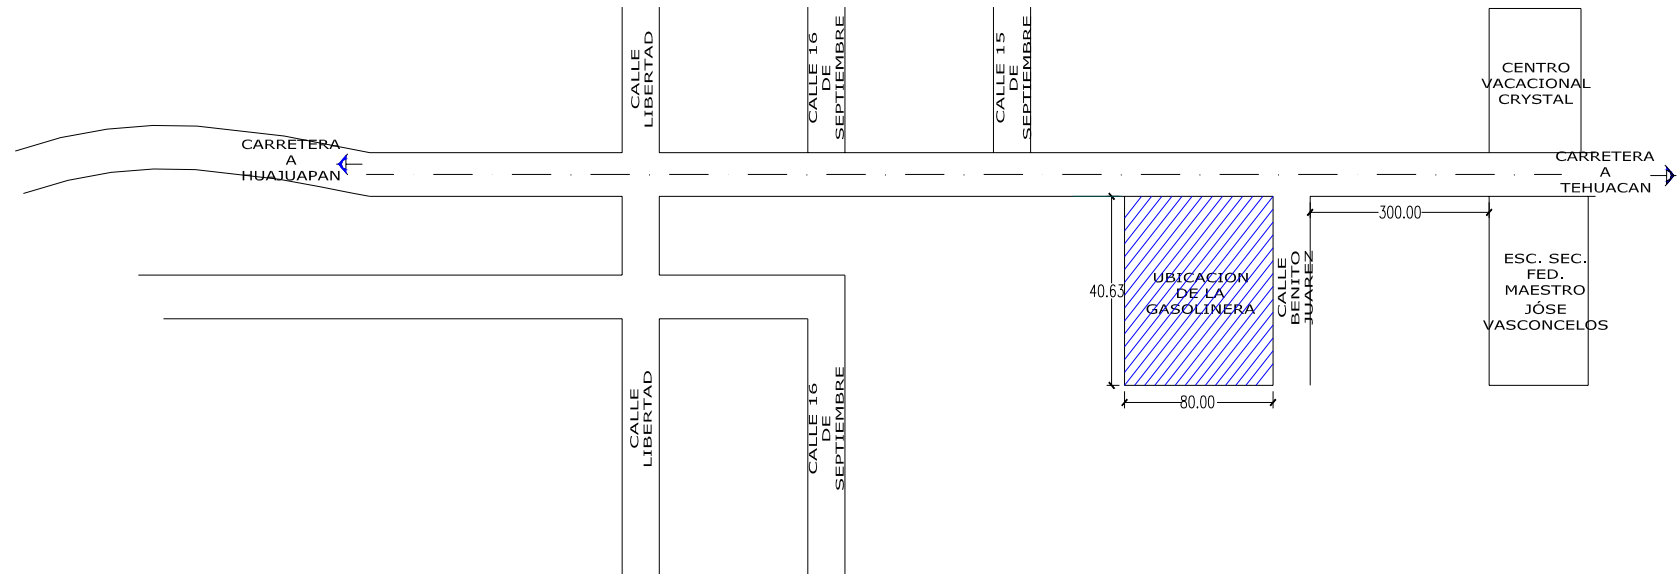 CALLE
LIBERTAD
CALLE 16
DE
SEPTIEMBRE
CALLE 15
DE
SEPTIEMBRE
CENTRO
VACACIONAL
CRYSTAL
CARRETERA
A
HUAJUAPAN
CARRETERA
A
TEHUACAN
300.00
40.63
UBICACION
DE LA
GASOLINERA
CALLE
BENITO
JUAREZ
ESC. SEC.
FED.
MAESTRO
JÓSE
VASCONCELOS
80.00
CALLE
LIBERTAD
CALLE 16
DE
SEPTIEMBRE